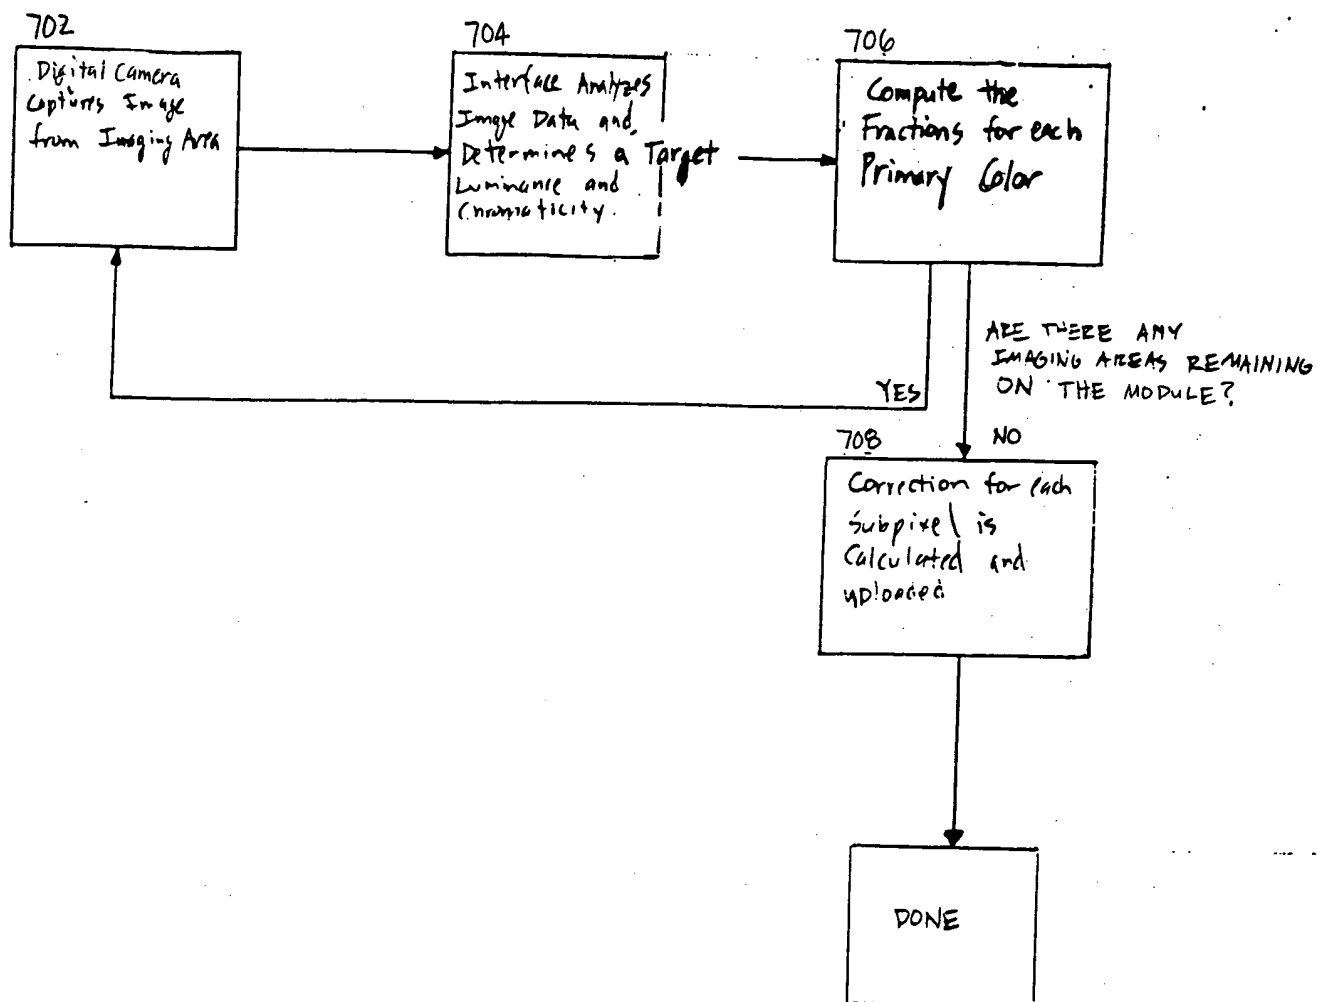 702
Digital Camera
Captures Image
from Imaging Area
704
Interface Analyzes
Image Data and
Determines a Target
Luminance and
Chromaticity.
706
Compute the
Fractions for each
Primary Color
ARE THERE ANY
IMAGING AREAS REMAINING
ON THE MODULE?
YES
NO
708
Correction for each
Subpixel is
Calculated and
uploaded
DONE